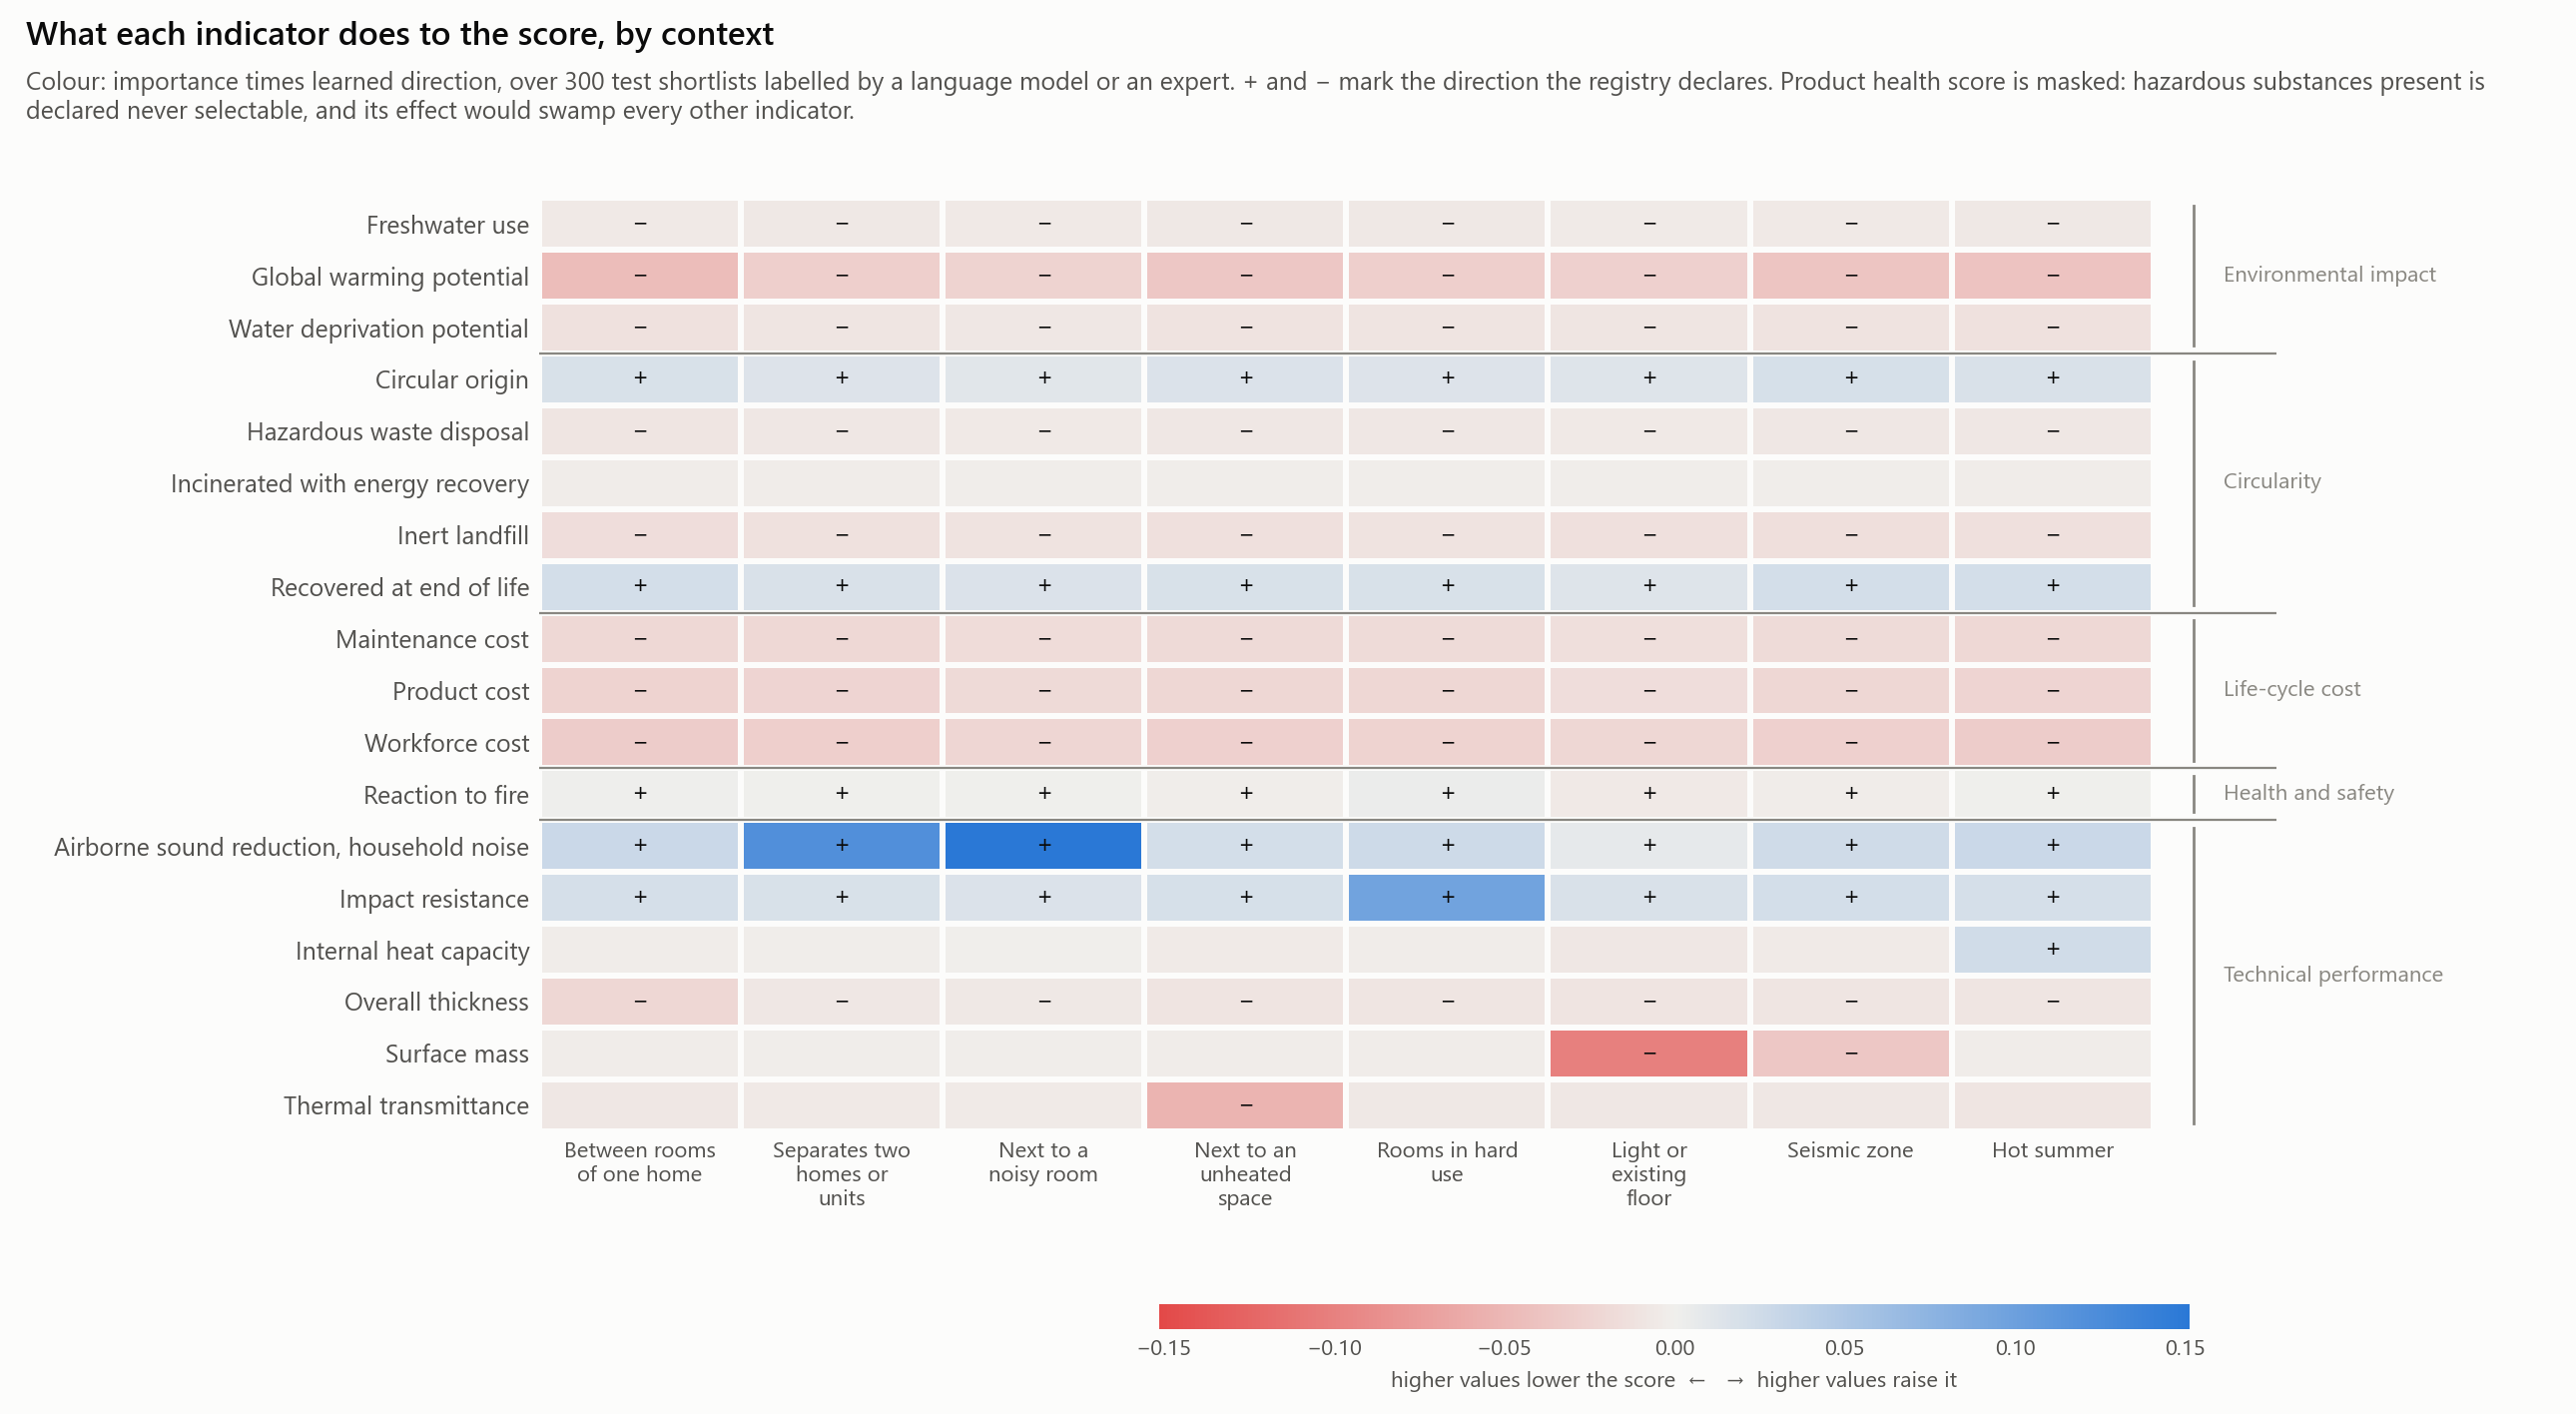 What each indicator does to the score, by context
Colour: importance times learned direction, over 300 test shortlists labelled by a language model or an expert. + and − mark the direction the registry declares. Product health score is masked: hazardous substances present is
declared never selectable, and its effect would swamp every other indicator.
Freshwater use − − − − − − − −
Global warming potential − − − − − − − −
Environmental impact
Water deprivation potential − − − − − − − −
Circular origin + + + + + + + +
Hazardous waste disposal − − − − − − − −
Incinerated with energy recovery
Circularity
Inert landfill − − − − − − − −
Recovered at end of life + + + + + + + +
Maintenance cost − − − − − − − −
Product cost − − − − − − − −
Life-cycle cost
Workforce cost − − − − − − − −
Reaction to fire + + + + + + + +
Health and safety
Airborne sound reduction, household noise + + + + + + + +
Impact resistance + + + + + + + +
Internal heat capacity +
Technical performance
Overall thickness − − − − − − − −
Surface mass − −
Thermal transmittance −
Between rooms
of one home
Separates two
homes or
units
Next to a
noisy room
Next to an
unheated
space
Rooms in hard
use
Light or
existing
floor
Seismic zone
Hot summer
−0.15 −0.10 −0.05 0.00 0.05 0.10 0.15
higher values lower the score ← → higher values raise it